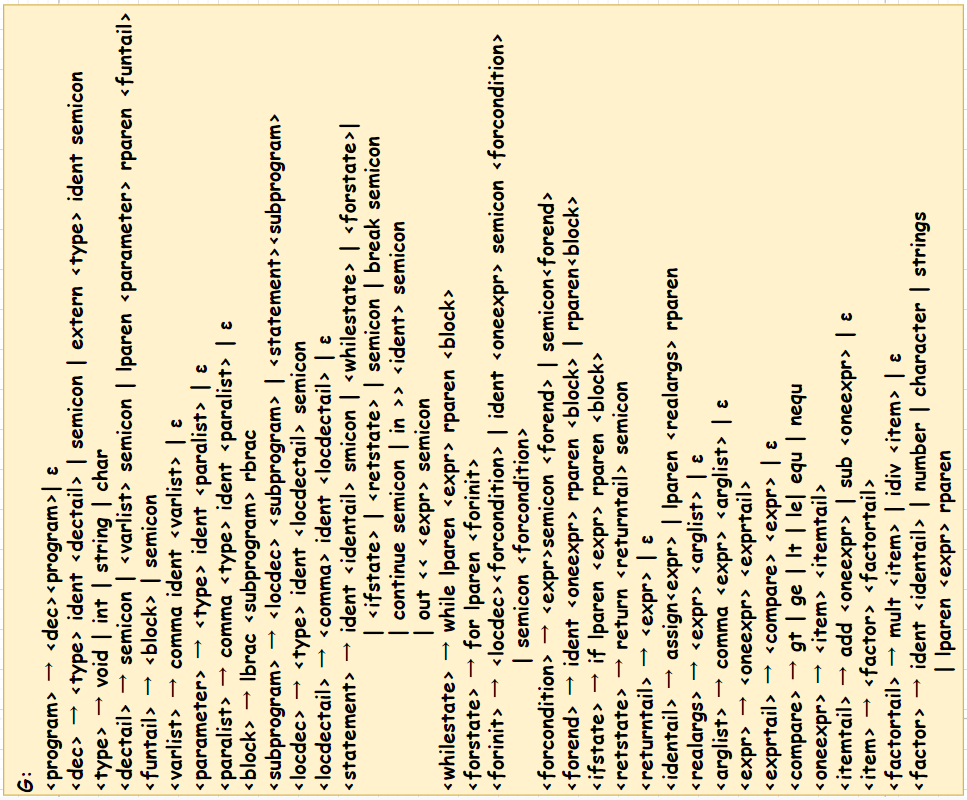 G:
<program> → <dec><program>| ε
<dec> → <type> ident <dectail> | semicon | extern <type> ident semicon
<type> → void | int | string | char
<dectail> → semicon | <varlist> semicon | lparen <parameter> rparen <funtail>
<funtail> → <block> | semicon
<varlist> → comma ident <varlist> | ε
<parameter> → <type> ident <paralist> | ε
<paralist> → comma <type> ident <paralist> | ε
<block> → lbrac <subprogram> rbrac
<subprogram> → <locdec> <subprogram> | <statement><subprogram>
<locdec> → <type> ident <locdectail> semicon
<locdectail> → <comma> ident <locdectail> | ε
<statement> → ident <identail> smicon | <whilestate> | <forstate>|
| <ifstate> | <retstate> | semicon | break semicon
| continue semicon | in >> <ident> semicon
| out << <expr> semicon
<whilestate> → while lparen <expr> rparen <block>
<forstate> → for lparen <forinit>
<forinit> → <locdec><forcondition> | ident <oneexpr> semicon <forcondition>
| semicon <forcondition>
<forcondition> → <expr>semicon <forend> | semicon<forend>
<forend> → ident <oneexpr> rparen <block> | rparen<block>
<ifstate> → if lparen <expr> rparen <block>
<retstate> → return <returntail> semicon
<returntail> → <expr> | ε
<identail> → assign<expr> | lparen <realargs> rparen
<realargs> → <expr> <arglist> | ε
<arglist> → comma <expr> <arglist> | ε
<expr> → <oneexpr> <exprtail>
<exprtail> → <compare> <expr> | ε
<compare> → gt | ge | lt | le| equ | nequ
<oneexpr> → <item> <itemtail>
<itemtail> → add <oneexpr> | sub <oneexpr> | ε
<item> → <factor> <factortail>
<factortail> → mult <item> | idiv <item> | ε
<factor> → ident <identail> | number | character | strings
| lparen <expr> rparen